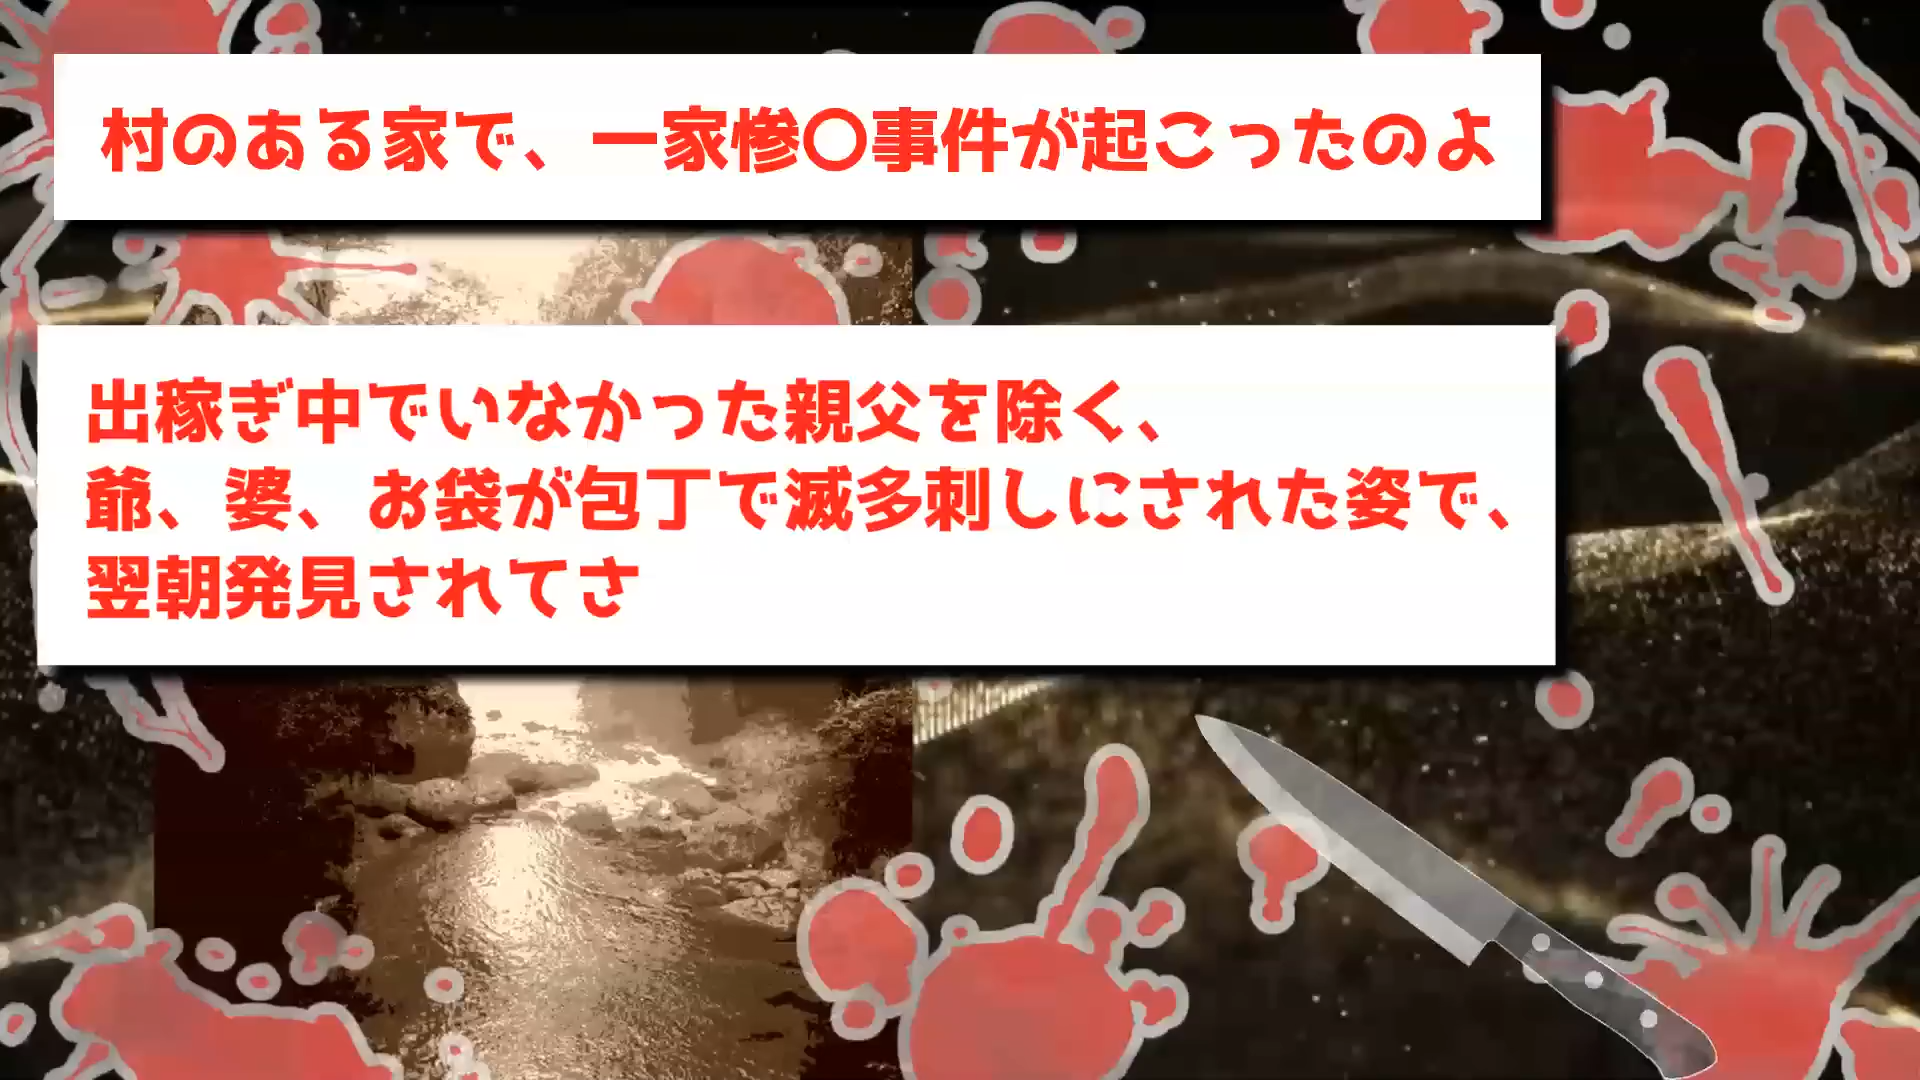 村のある家で、一家惨〇事件が起こったのよ
出稼ぎ中でいなかった親父を除く、
爺、婆、お袋が包丁で滅多刺しにされた姿で、
翌朝発見されてさ